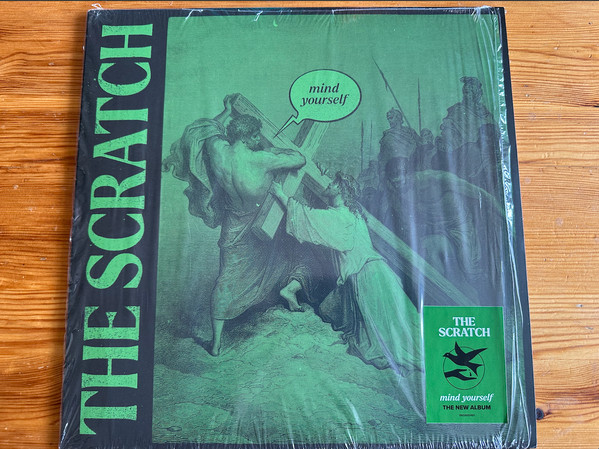 THE SCRATCH
mind
yourself
THE
SCRATCH
mind yourself
THE NEW ALBUM